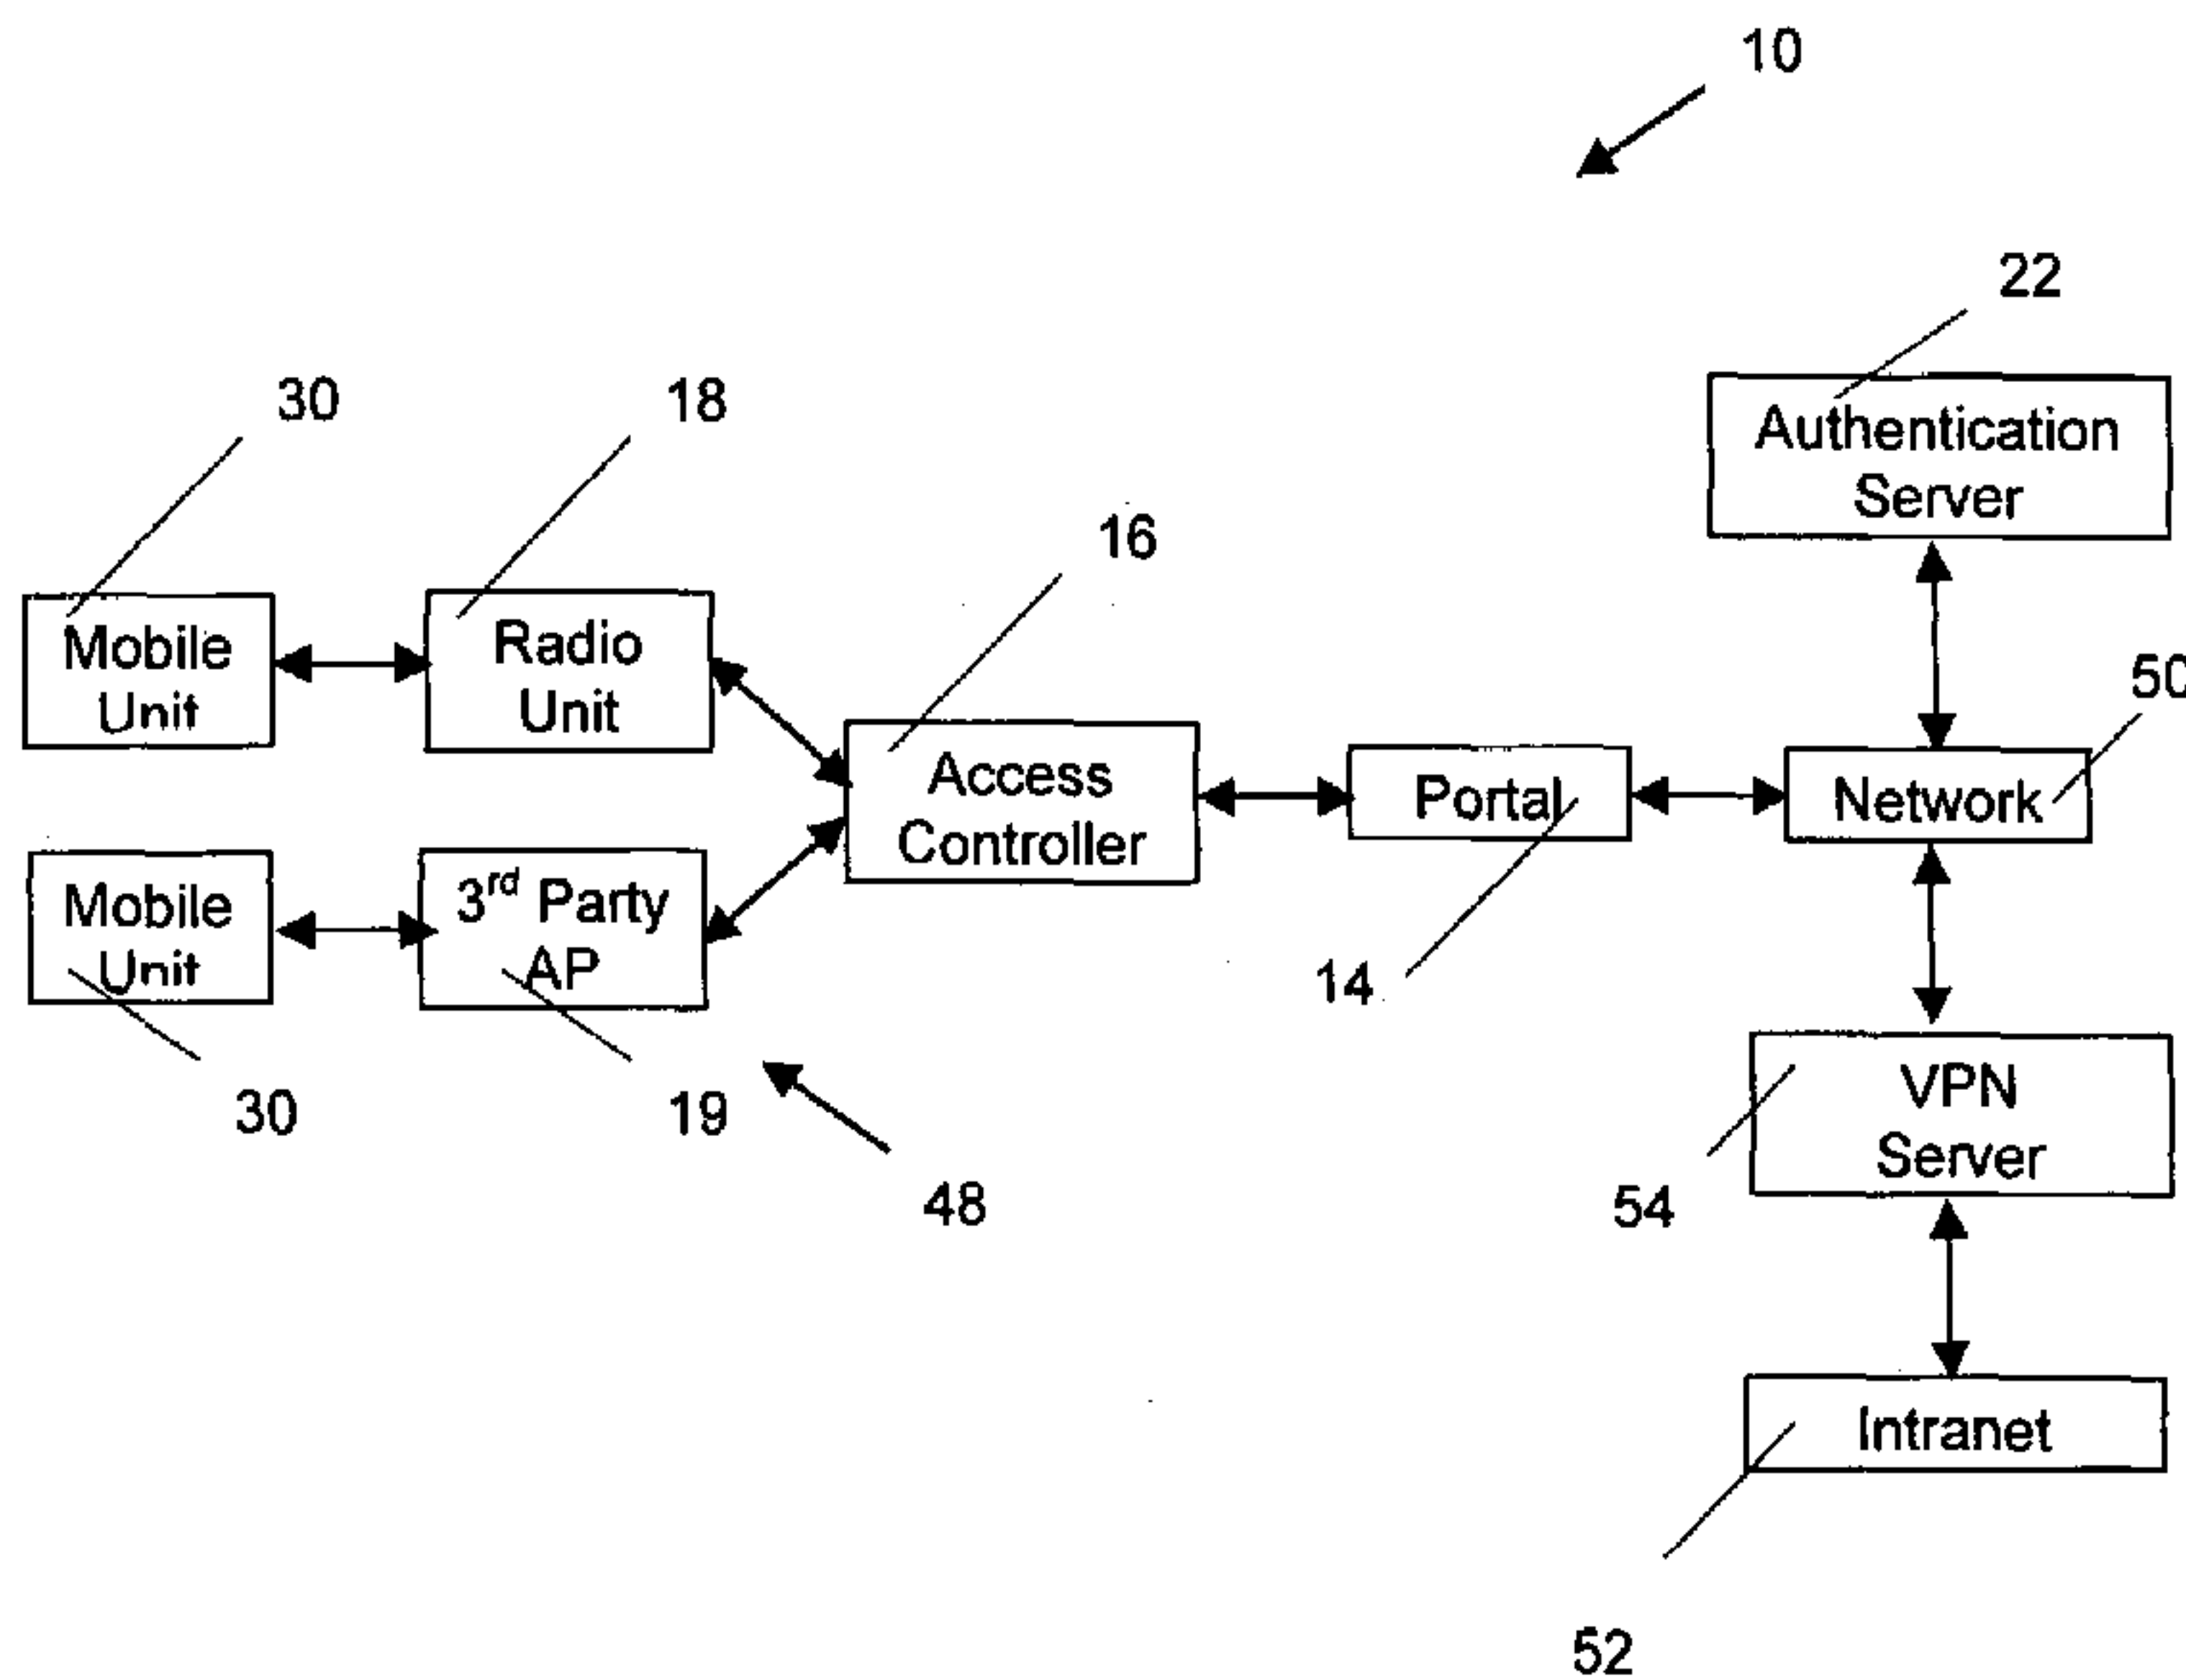 10
22
Authentication
Server
30
18
16
50
Mobile
Unit
Radio
Unit
Access
Controller
Portal
Network
Mobile
Unit
3rd Party
AP
14
30
19
48
VPN
Server
54
Intranet
52